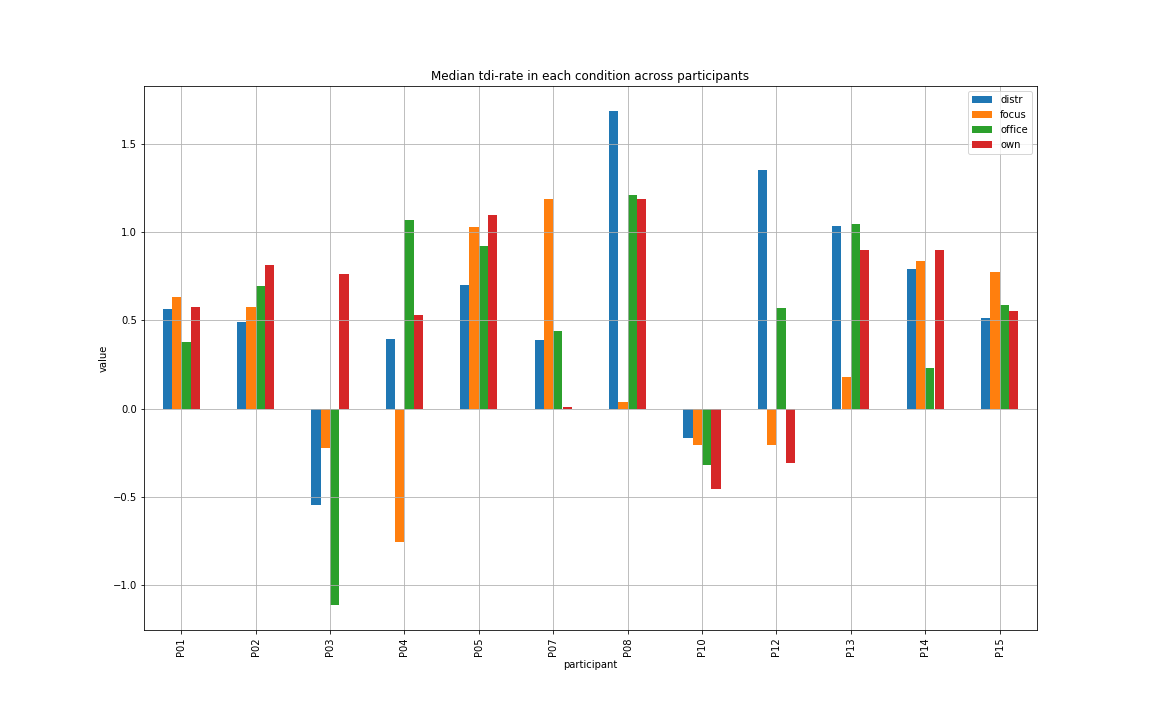 Median tdi-rate in each condition across participants
distr
focus
office
own
1.5
1.0
0.5
0.0
−0.5
−1.0
value
P01
P02
P03
P04
P05
P07
P08
P10
P12
P13
P14
P15
participant